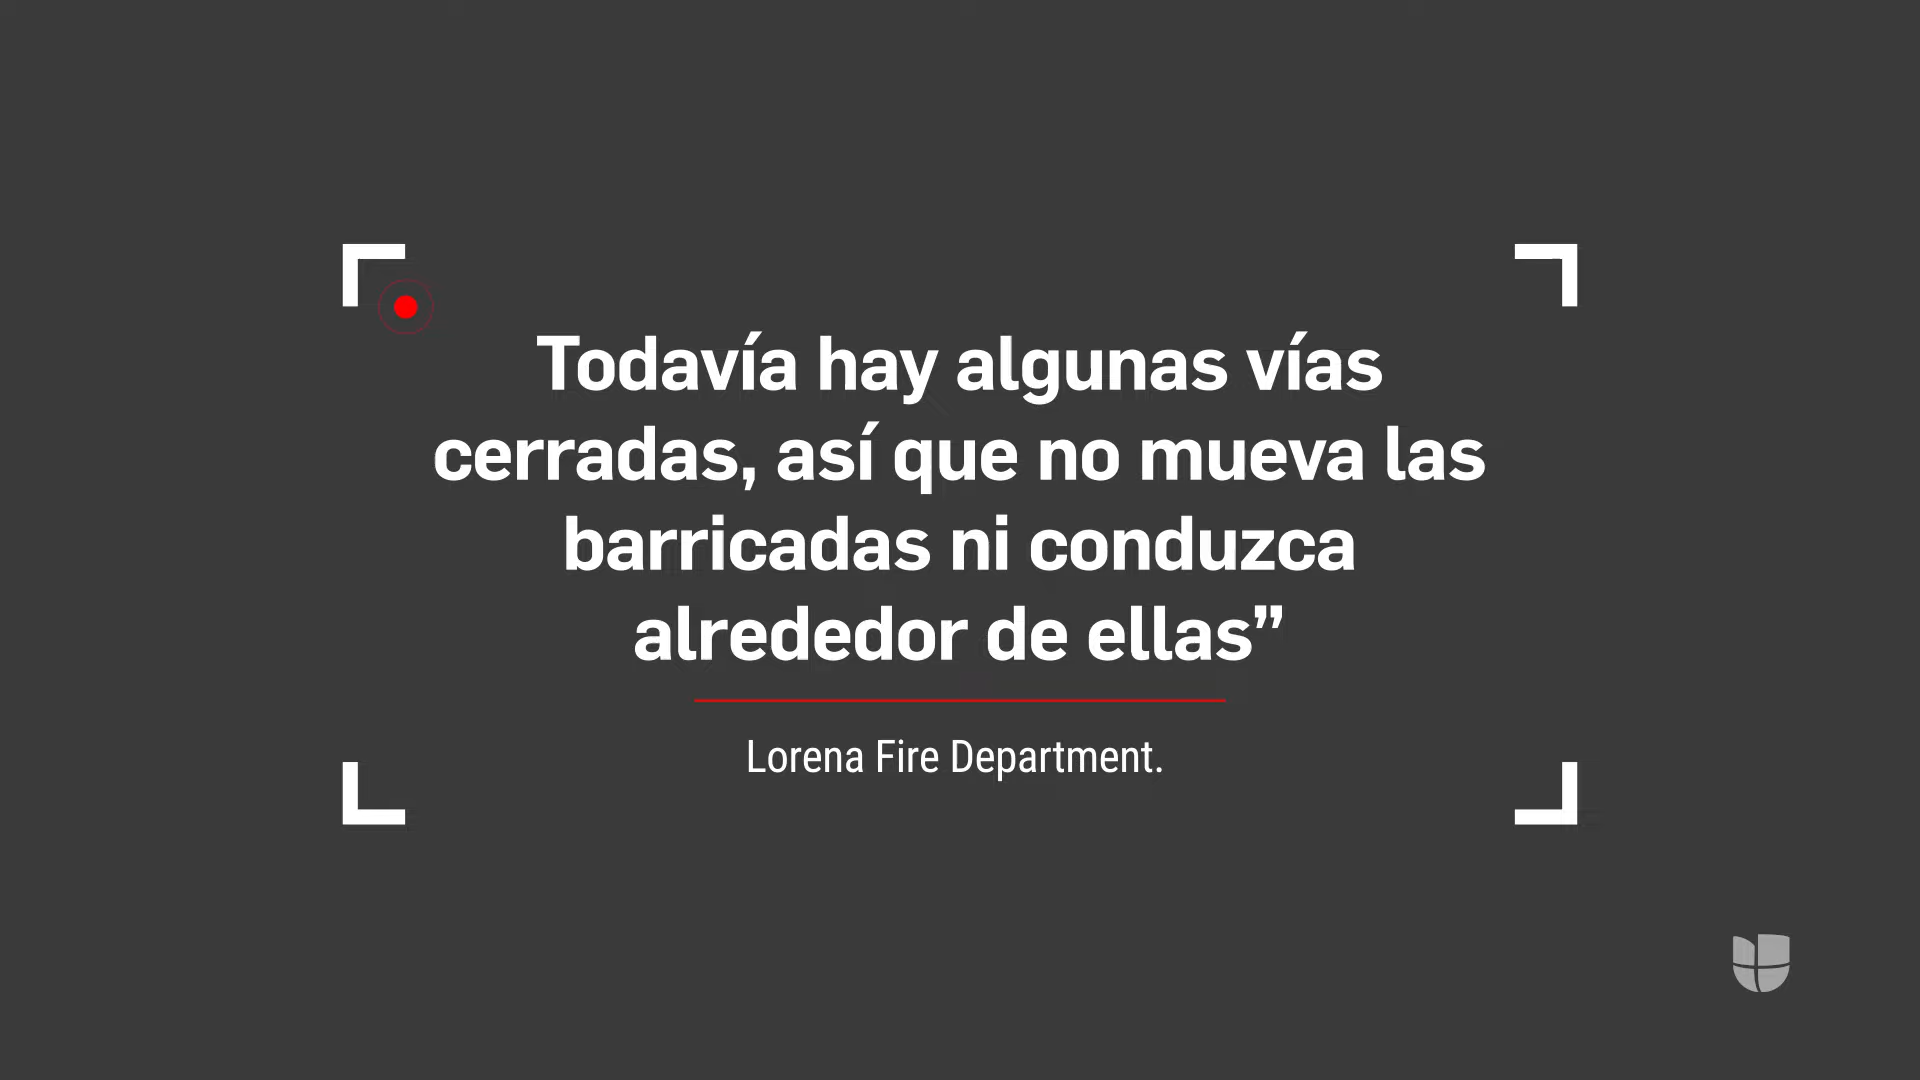 Todavía hay algunas vías
cerradas, así que no mueva las
barricadas ni conduzca
alrededor de ellas”
Lorena Fire Department.